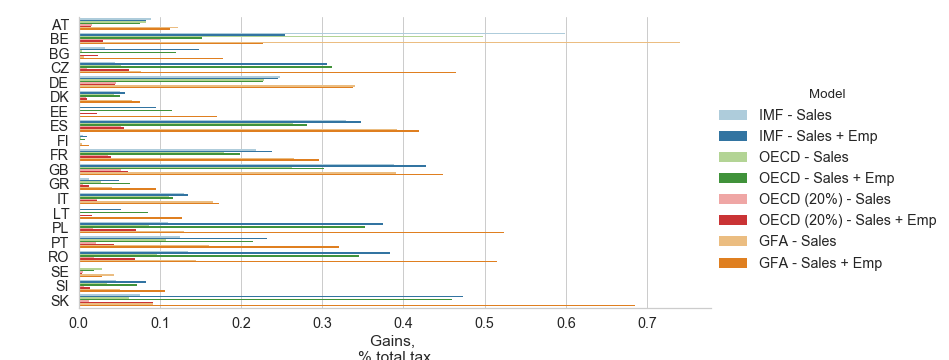 AT
BE
BG
CZ
DE
DK
EE
ES
FI
FR
GB
GR
IT
LT
PL
PT
RO
SE
SI
SK
0.0 0.1 0.2 0.3 0.4 0.5 0.6 0.7
Gains,
% total tax
Model
IMF - Sales
IMF - Sales + Emp
OECD - Sales
OECD - Sales + Emp
OECD (20%) - Sales
OECD (20%) - Sales + Emp
GFA - Sales
GFA - Sales + Emp